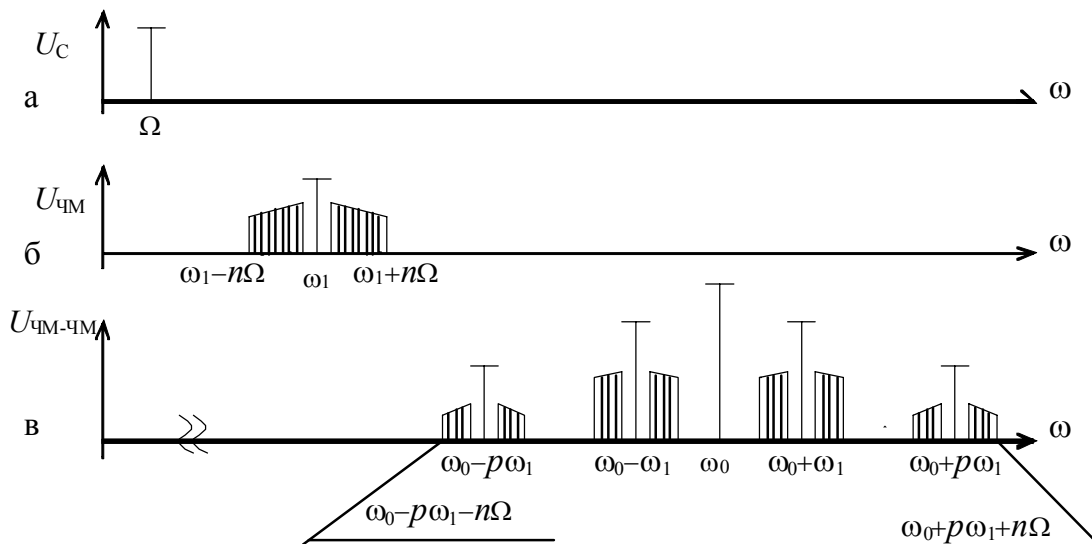 U_С
ω
а
Ω
U_ЧМ
ω
б
ω₁−nΩ ω₁ ω₁+nΩ
U_ЧМ-ЧМ
ω
в
ω₀−pω₁ ω₀−ω₁ ω₀ ω₀+ω₁ ω₀+pω₁
ω₀−pω₁−nΩ
ω₀+pω₁+nΩ